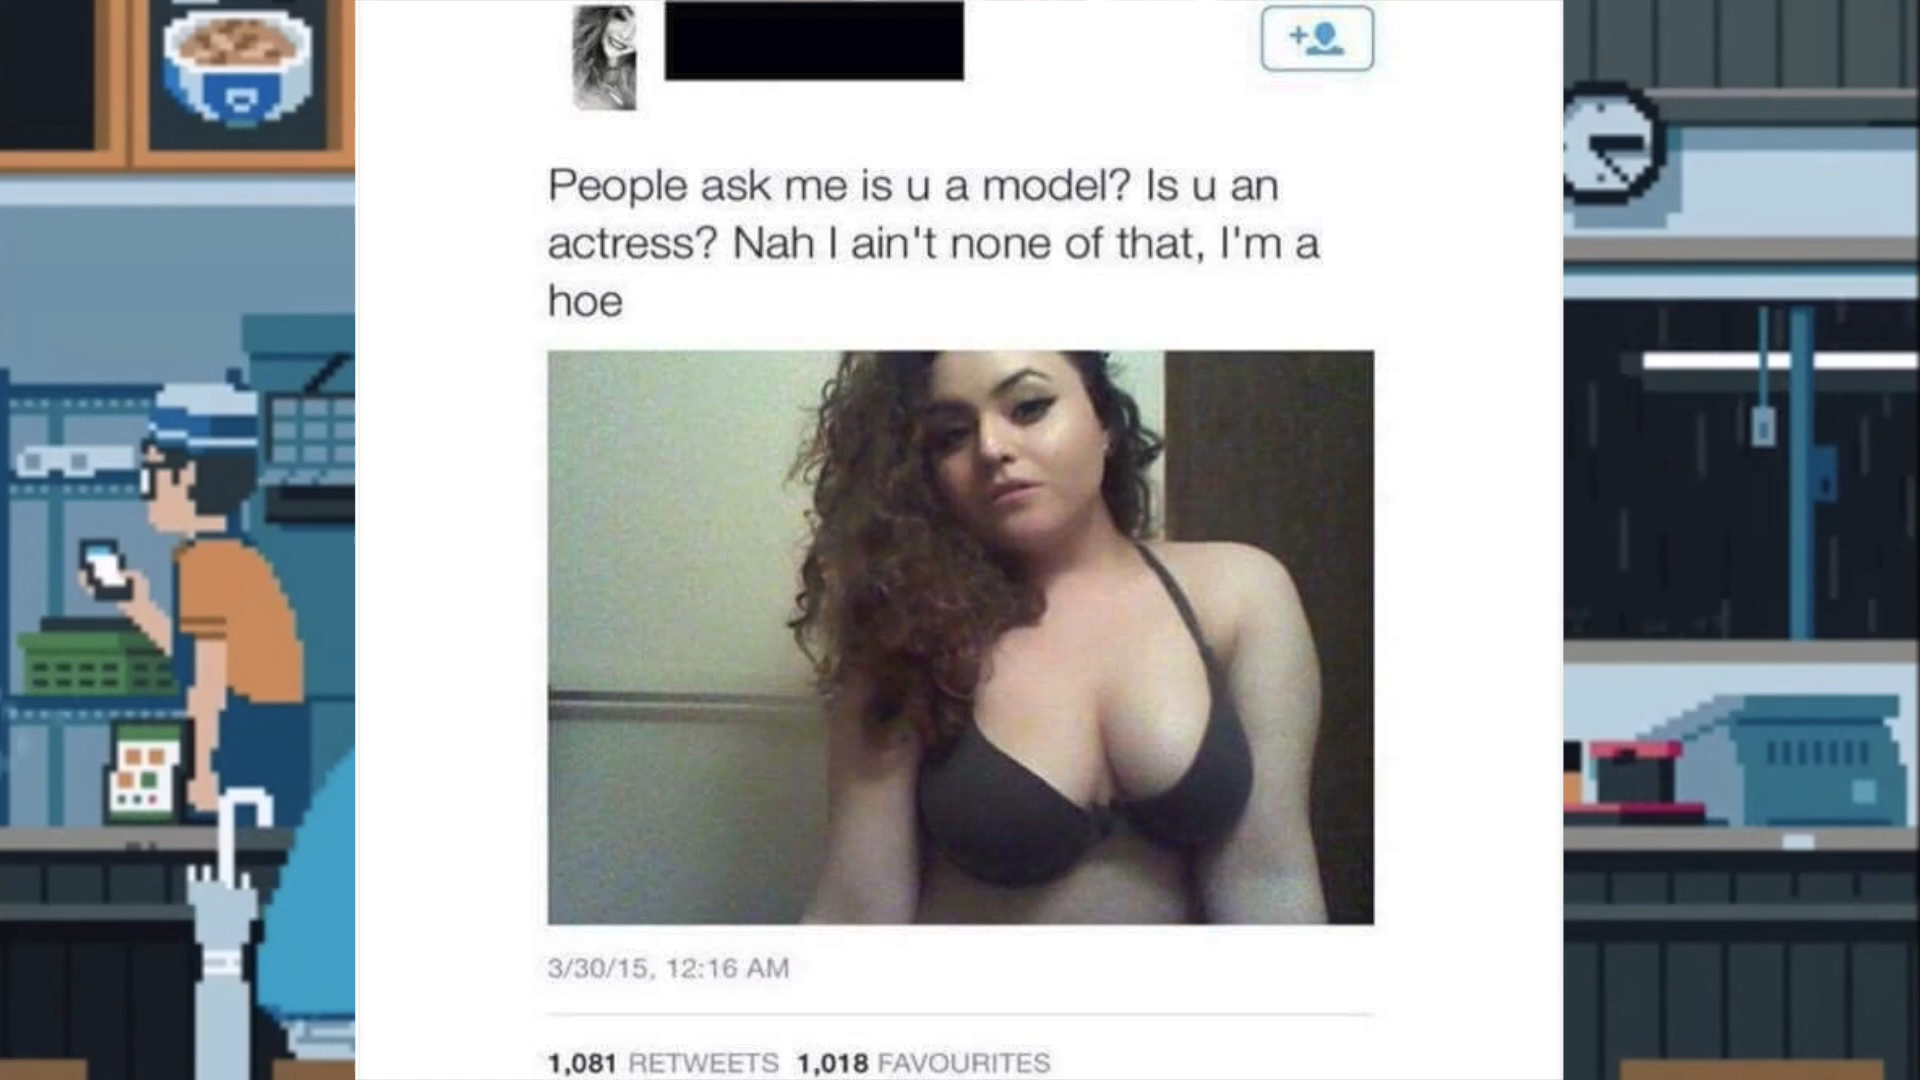 People ask me is u a model? Is u an
actress? Nah I ain't none of that, I'm a
hoe
3/30/15, 12:16 AM
1,081 RETWEETS 1,018 FAVOURITES